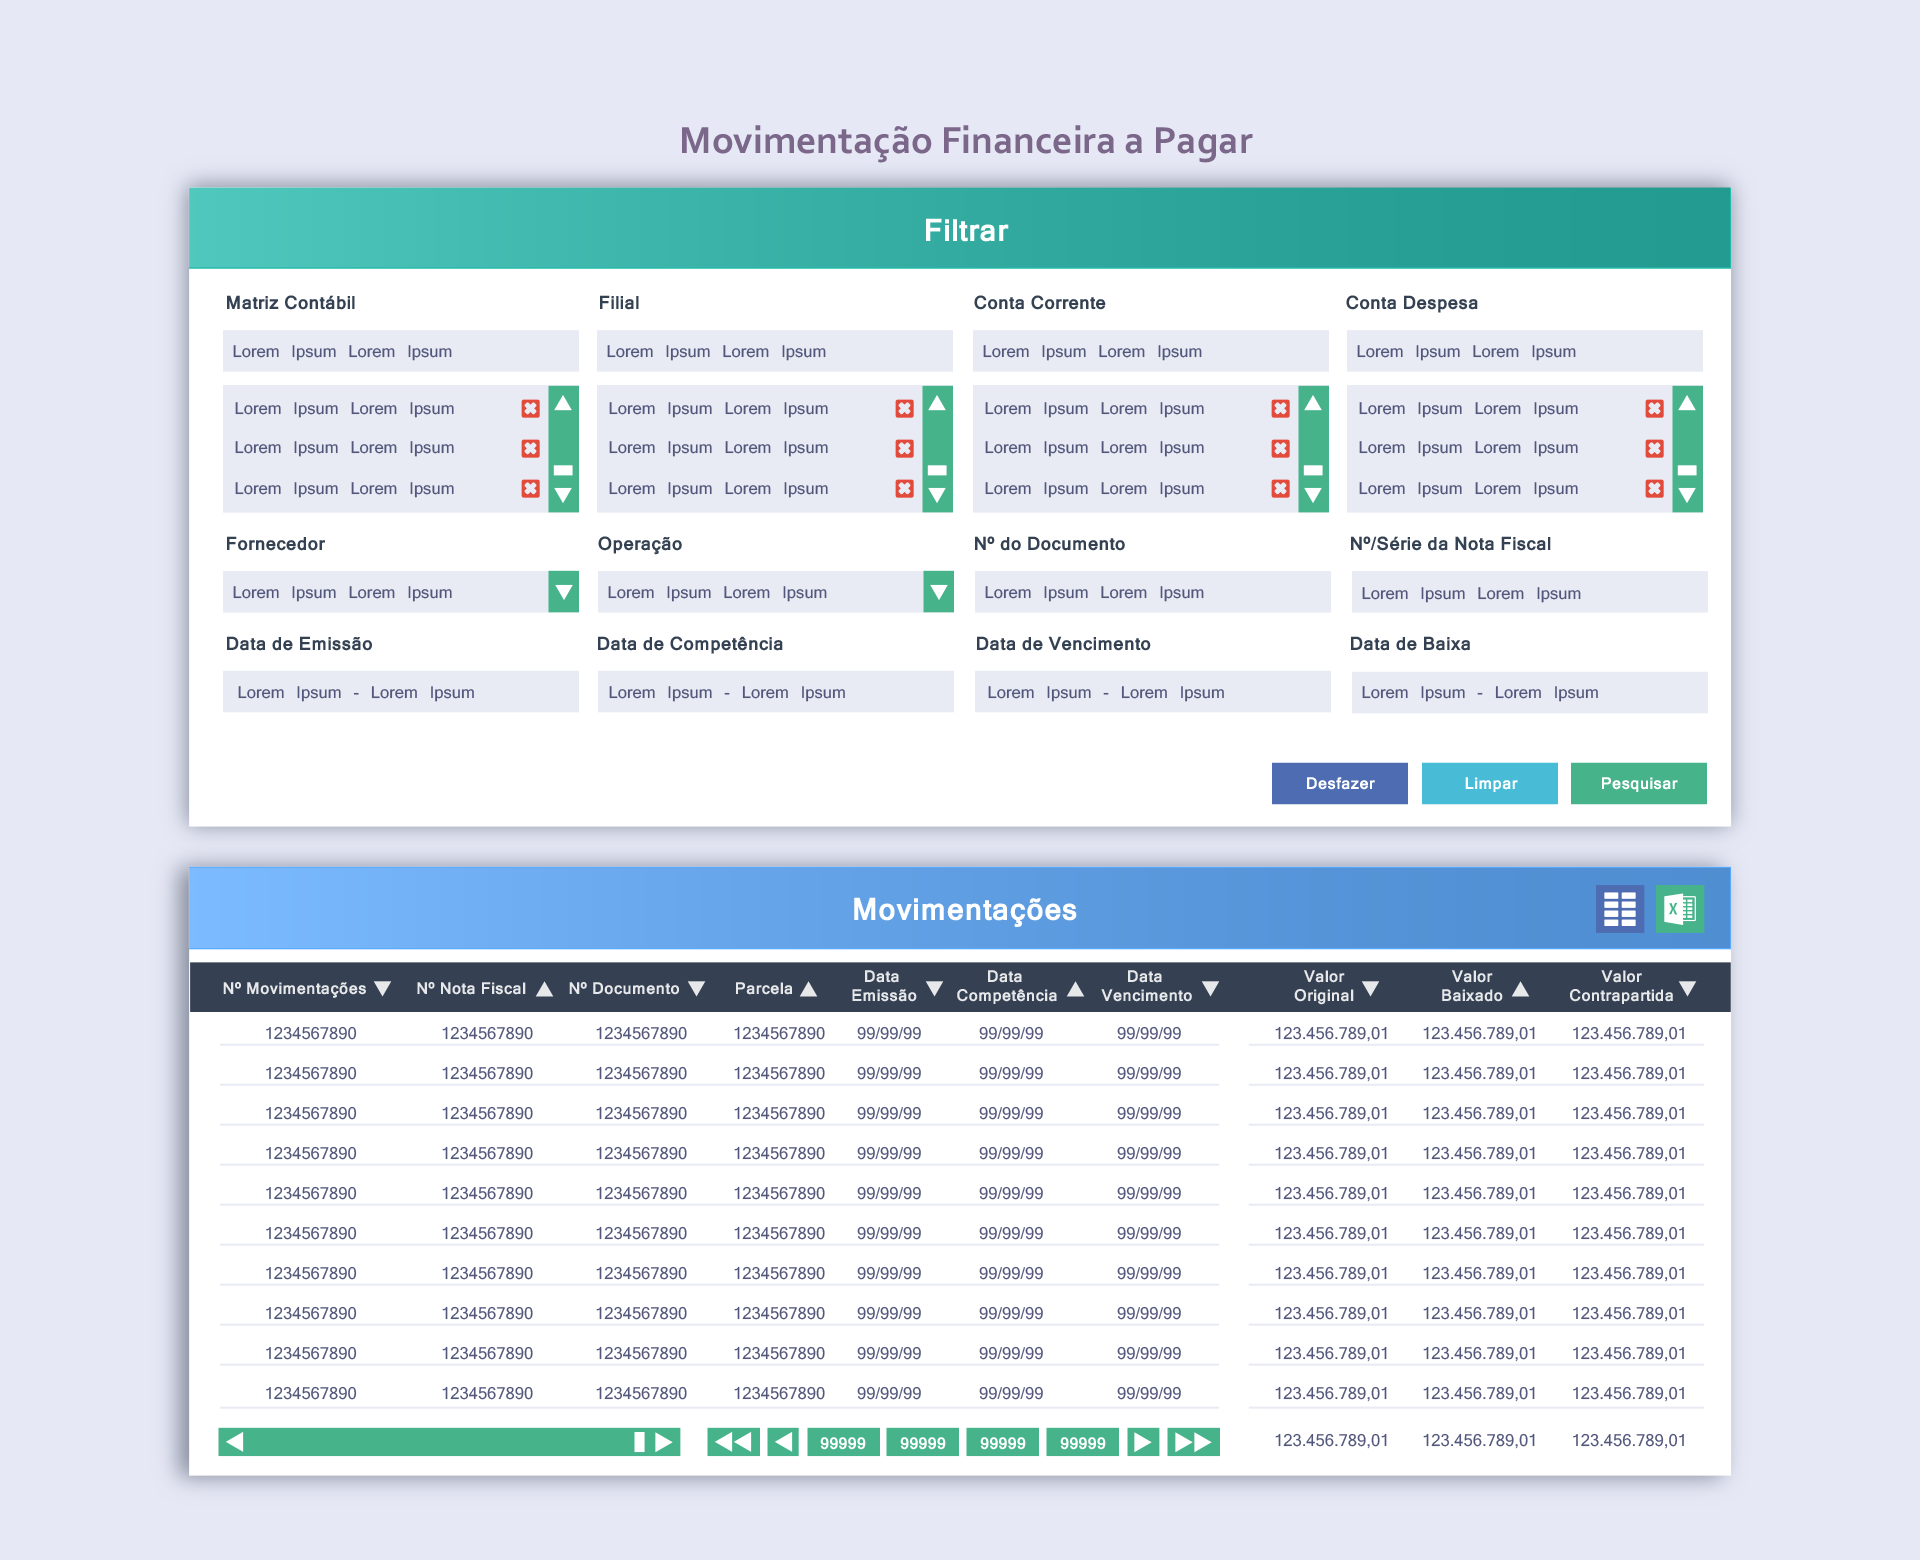 Movimentação Financeira a Pagar
Filtrar
Matriz Contábil Filial Conta Corrente Conta Despesa
Lorem Ipsum Lorem Ipsum Lorem Ipsum Lorem Ipsum Lorem Ipsum Lorem Ipsum Lorem Ipsum Lorem Ipsum
Lorem Ipsum Lorem Ipsum Lorem Ipsum Lorem Ipsum Lorem Ipsum Lorem Ipsum Lorem Ipsum Lorem Ipsum
Lorem Ipsum Lorem Ipsum Lorem Ipsum Lorem Ipsum Lorem Ipsum Lorem Ipsum Lorem Ipsum Lorem Ipsum
Lorem Ipsum Lorem Ipsum Lorem Ipsum Lorem Ipsum Lorem Ipsum Lorem Ipsum Lorem Ipsum Lorem Ipsum
Fornecedor Operação Nº do Documento Nº/Série da Nota Fiscal
Lorem Ipsum Lorem Ipsum Lorem Ipsum Lorem Ipsum Lorem Ipsum Lorem Ipsum Lorem Ipsum Lorem Ipsum
Data de Emissão Data de Competência Data de Vencimento Data de Baixa
Lorem Ipsum - Lorem Ipsum Lorem Ipsum - Lorem Ipsum Lorem Ipsum - Lorem Ipsum Lorem Ipsum - Lorem Ipsum
Desfazer Limpar Pesquisar
Movimentações
X
Nº Movimentações Nº Nota Fiscal Nº Documento Parcela Data Emissão Data Competência Data Vencimento Valor Original Valor Baixado Valor Contrapartida
1234567890 1234567890 1234567890 1234567890 99/99/99 99/99/99 99/99/99 123.456.789,01 123.456.789,01 123.456.789,01
1234567890 1234567890 1234567890 1234567890 99/99/99 99/99/99 99/99/99 123.456.789,01 123.456.789,01 123.456.789,01
1234567890 1234567890 1234567890 1234567890 99/99/99 99/99/99 99/99/99 123.456.789,01 123.456.789,01 123.456.789,01
1234567890 1234567890 1234567890 1234567890 99/99/99 99/99/99 99/99/99 123.456.789,01 123.456.789,01 123.456.789,01
1234567890 1234567890 1234567890 1234567890 99/99/99 99/99/99 99/99/99 123.456.789,01 123.456.789,01 123.456.789,01
1234567890 1234567890 1234567890 1234567890 99/99/99 99/99/99 99/99/99 123.456.789,01 123.456.789,01 123.456.789,01
1234567890 1234567890 1234567890 1234567890 99/99/99 99/99/99 99/99/99 123.456.789,01 123.456.789,01 123.456.789,01
1234567890 1234567890 1234567890 1234567890 99/99/99 99/99/99 99/99/99 123.456.789,01 123.456.789,01 123.456.789,01
1234567890 1234567890 1234567890 1234567890 99/99/99 99/99/99 99/99/99 123.456.789,01 123.456.789,01 123.456.789,01
1234567890 1234567890 1234567890 1234567890 99/99/99 99/99/99 99/99/99 123.456.789,01 123.456.789,01 123.456.789,01
99999 99999 99999 99999 123.456.789,01 123.456.789,01 123.456.789,01